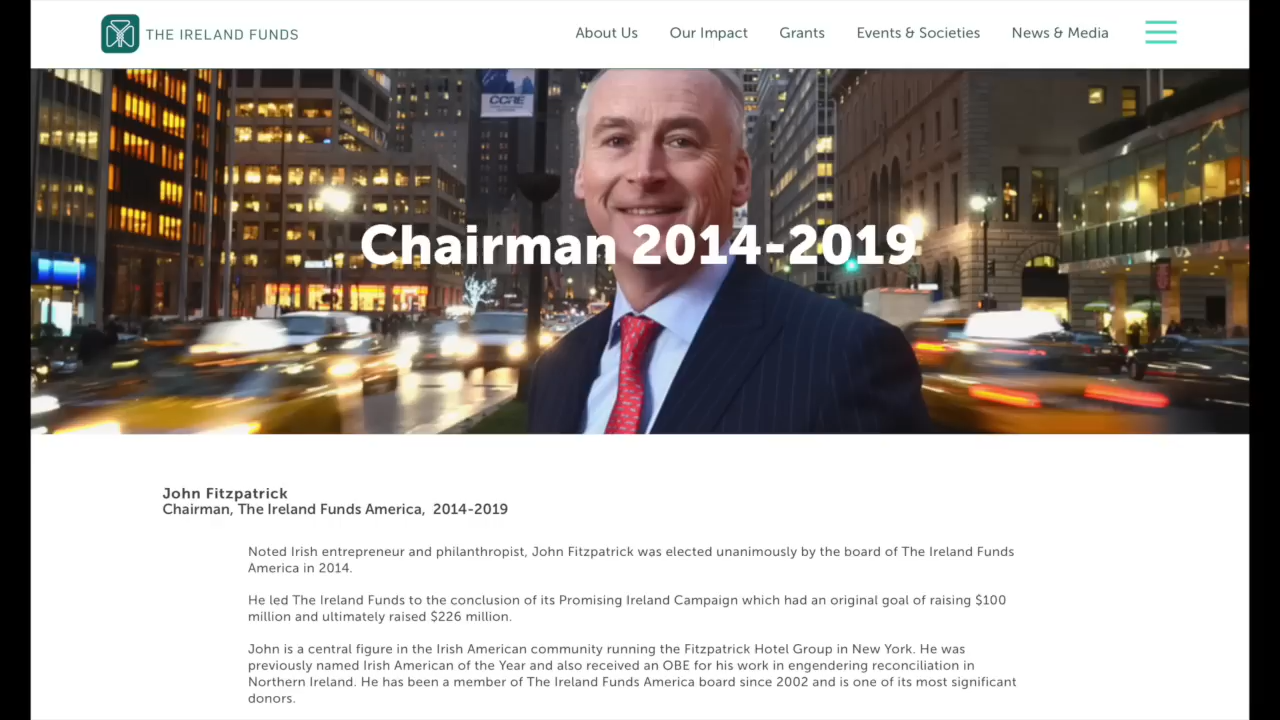 THE IRELAND FUNDS
About Us
Our Impact
Grants
Events & Societies
News & Media
CCRE
Chairman 2014-2019
John Fitzpatrick
Chairman, The Ireland Funds America, 2014-2019
Noted Irish entrepreneur and philanthropist, John Fitzpatrick was elected unanimously by the board of The Ireland Funds
America in 2014.
He led The Ireland Funds to the conclusion of its Promising Ireland Campaign which had an original goal of raising $100
million and ultimately raised $226 million.
John is a central figure in the Irish American community running the Fitzpatrick Hotel Group in New York. He was
previously named Irish American of the Year and also received an OBE for his work in engendering reconciliation in
Northern Ireland. He has been a member of The Ireland Funds America board since 2002 and is one of its most significant
donors.